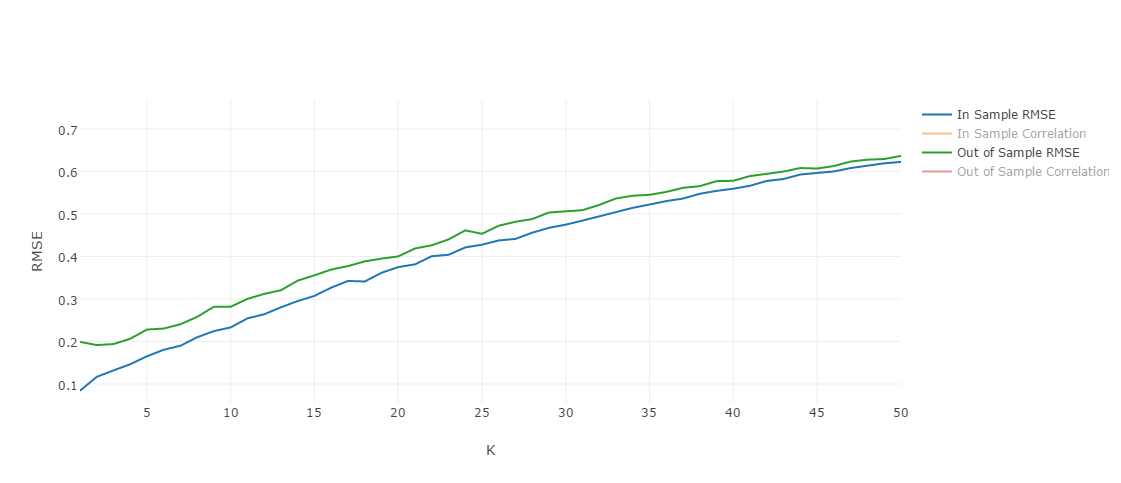 In Sample RMSE
In Sample Correlation
Out of Sample RMSE
Out of Sample Correlation
0.7
0.6
0.5
0.4
0.3
0.2
0.1
RMSE
5 10 15 20 25 30 35 40 45 50
K